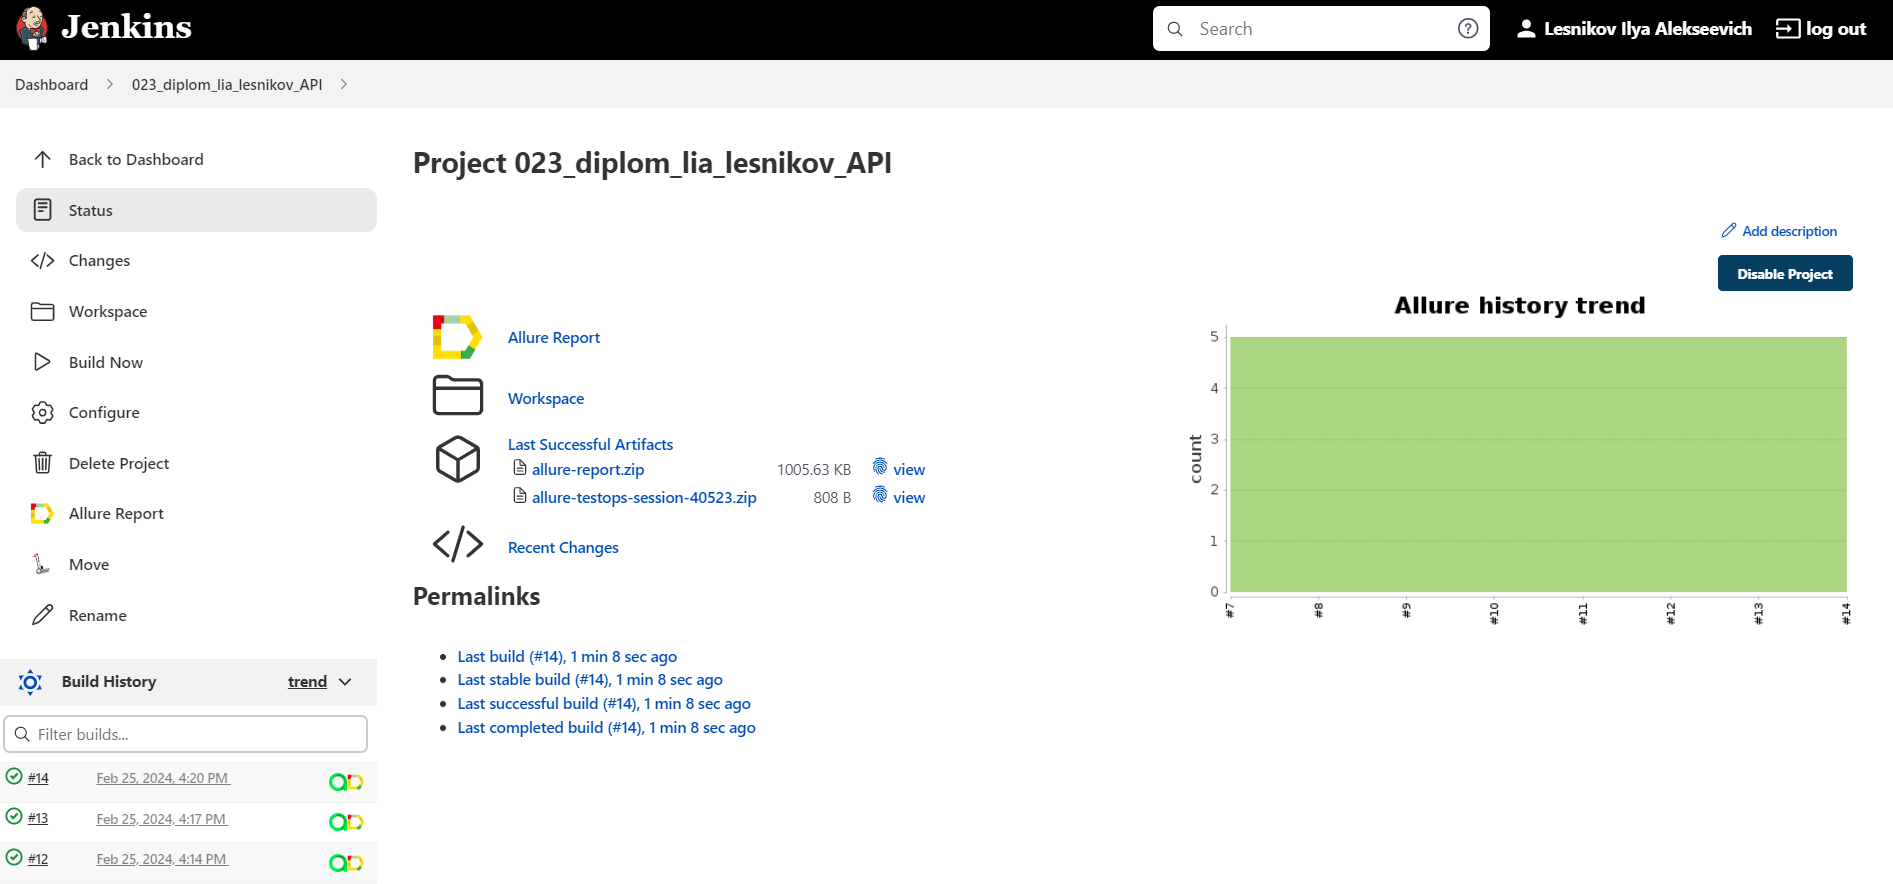 Jenkins
Search
Lesnikov Ilya Alekseevich
log out
Dashboard
023_diplom_lia_lesnikov_API
Back to Dashboard
Status
Changes
Workspace
Build Now
Configure
Delete Project
Allure Report
Move
Rename
Build History
trend
Filter builds...
#14
Feb 25, 2024, 4:20 PM
#13
Feb 25, 2024, 4:17 PM
#12
Feb 25, 2024, 4:14 PM
Project 023_diplom_lia_lesnikov_API
Add description
Disable Project
Allure Report
Workspace
Last Successful Artifacts
allure-report.zip 1005.63 KB view
allure-testops-session-40523.zip 808 B view
Recent Changes
Permalinks
Last build (#14), 1 min 8 sec ago
Last stable build (#14), 1 min 8 sec ago
Last successful build (#14), 1 min 8 sec ago
Last completed build (#14), 1 min 8 sec ago
Allure history trend
count
5
4
3
2
1
0
#7
#8
#9
#10
#11
#12
#13
#14